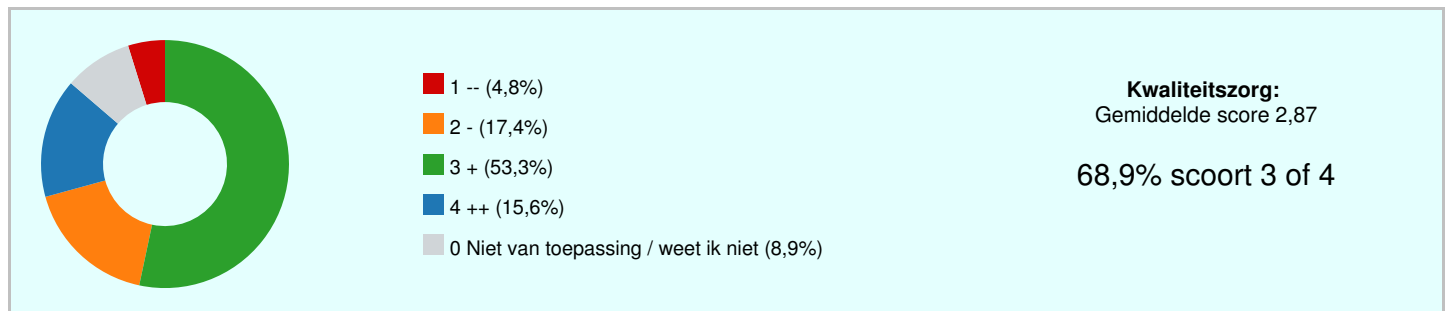 1 -- (4,8%)
2 - (17,4%)
3 + (53,3%)
4 ++ (15,6%)
0 Niet van toepassing / weet ik niet (8,9%)
Kwaliteitszorg:
Gemiddelde score 2,87
68,9% scoort 3 of 4